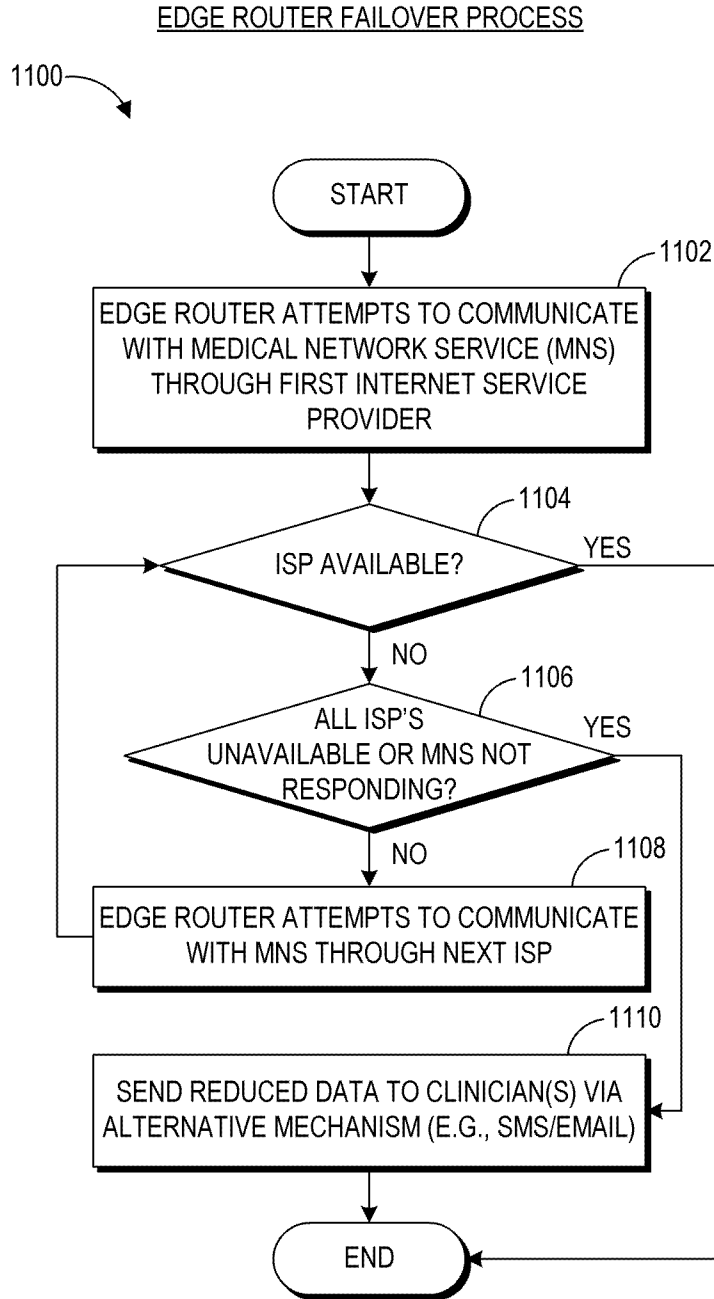 EDGE ROUTER FAILOVER PROCESS
1100
START
1102
EDGE ROUTER ATTEMPTS TO COMMUNICATE
WITH MEDICAL NETWORK SERVICE (MNS)
THROUGH FIRST INTERNET SERVICE
PROVIDER
1104
ISP AVAILABLE?
YES
NO
1106
ALL ISP'S
UNAVAILABLE OR MNS NOT
RESPONDING?
YES
NO
1108
EDGE ROUTER ATTEMPTS TO COMMUNICATE
WITH MNS THROUGH NEXT ISP
1110
SEND REDUCED DATA TO CLINICIAN(S) VIA
ALTERNATIVE MECHANISM (E.G., SMS/EMAIL)
END